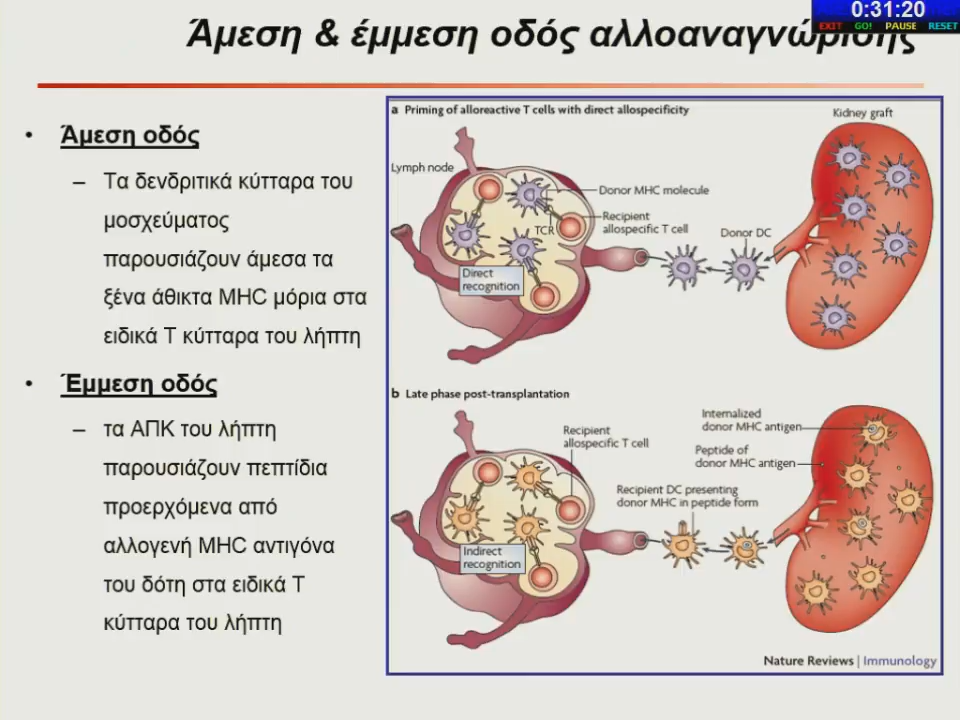 0:31:20
EXIT GO! PAUSE RESET
Άμεση & έμμεση οδός αλλοαναγνώρισης
• Άμεση οδός
– Τα δενδριτικά κύτταρα του
μοσχεύματος
παρουσιάζουν άμεσα τα
ξένα άθικτα MHC μόρια στα
ειδικά Τ κύτταρα του λήπτη
• Έμμεση οδός
– τα ΑΠΚ του λήπτη
παρουσιάζουν πεπτίδια
προερχόμενα από
αλλογενή MHC αντιγόνα
του δότη στα ειδικά Τ
κύτταρα του λήπτη
a Priming of alloreactive T cells with direct allospecificity
Kidney graft
Lymph node
Donor MHC molecule
TCR
Recipient
allospecific T cell
Donor DC
Direct
recognition
b Late phase post-transplantation
Internalized
donor MHC antigen
Recipient
allospecific T cell
Peptide of
donor MHC antigen
Recipient DC presenting
donor MHC in peptide form
Indirect
recognition
Nature Reviews | Immunology